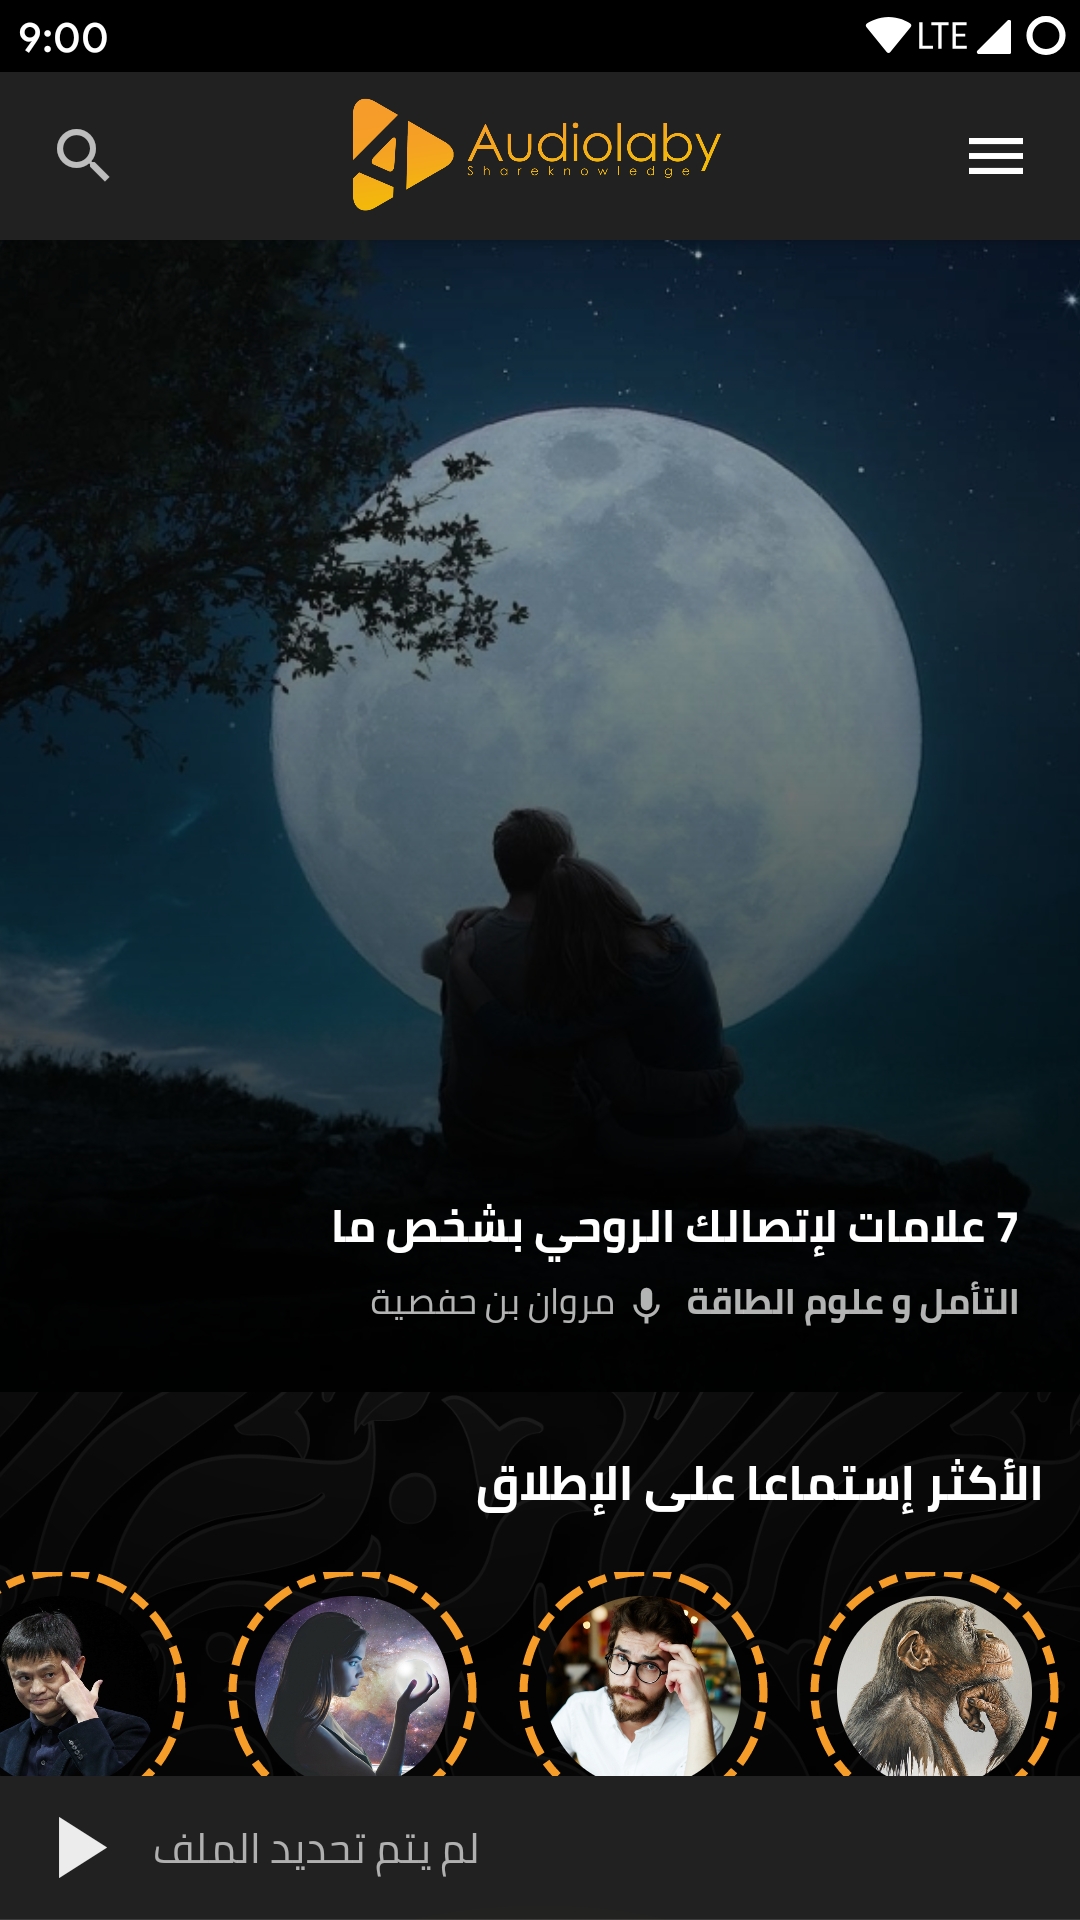 9:00
LTE
Audiolaby
Shareknowledge
7 علامات لإتصالك الروحي بشخص ما
التأمل و علوم الطاقة مروان بن حفصية
الأكثر إستماعا على الإطلاق
لم يتم تحديد الملف